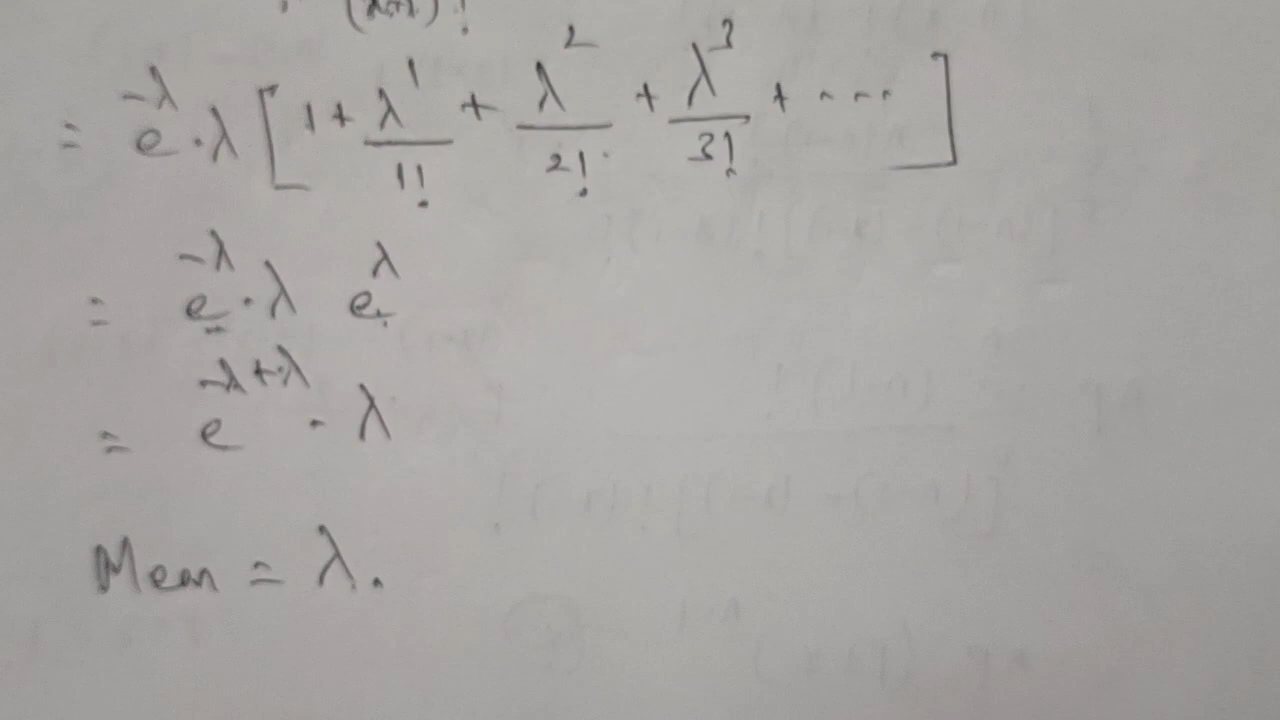 = e^{-λ} · λ [ 1 + λ^1/1! + λ^2/2! + λ^3/3! + .... ]
= e^{-λ} · λ e^λ
= e^{-λ+λ} · λ
Mean = λ.